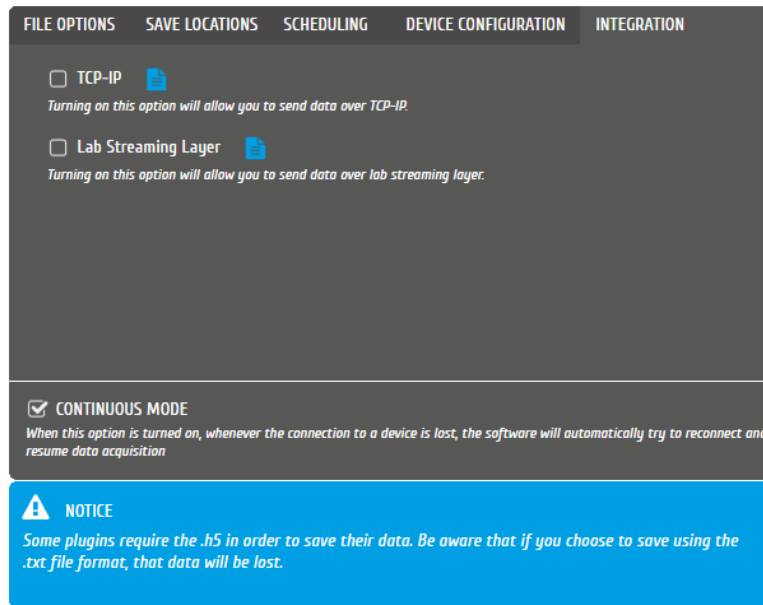 FILE OPTIONS SAVE LOCATIONS SCHEDULING DEVICE CONFIGURATION INTEGRATION
TCP-IP
Turning on this option will allow you to send data over TCP-IP.
Lab Streaming Layer
Turning on this option will allow you to send data over lab streaming layer.
CONTINUOUS MODE
When this option is turned on, whenever the connection to a device is lost, the software will automatically try to reconnect and
resume data acquisition
NOTICE
Some plugins require the .h5 in order to save their data. Be aware that if you choose to save using the
.txt file format, that data will be lost.